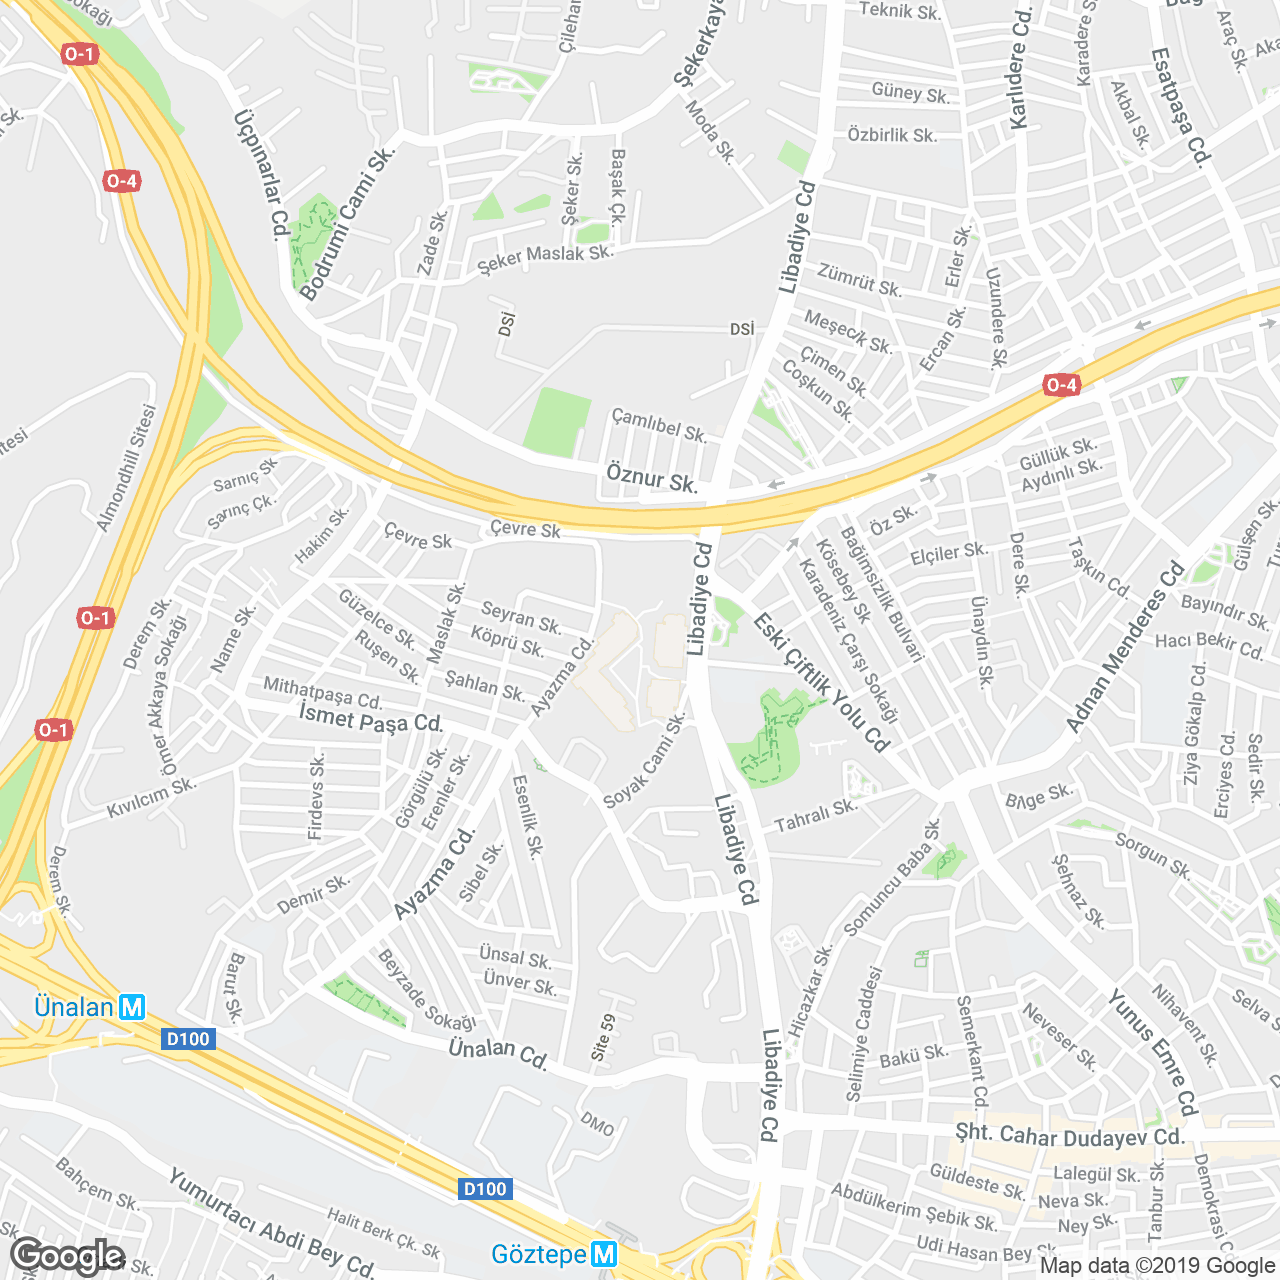 Teknik Sk.
Çilehan
Şekerkaya
Karlıdere Cd.
Karadere Sk.
Araç Sk.
Esatpaşa Cd.
Akbal Sk.
O-1
Güney Sk.
Moda Sk.
Özbirlik Sk.
Üçpınarlar Cd.
Bodrumi Cami Sk.
Şeker Sk.
Başak Çk.
O-4
Zade Sk.
Şeker Maslak Sk.
Libadiye Cd
Zümrüt Sk.
Erler Sk.
Uzundere Sk.
DSİ
DSİ
Meşecik Sk.
Ercan Sk.
Çimen Sk.
Coşkun Sk.
O-4
Almondhill Sitesi
Çamlıbel Sk.
Öznur Sk.
Güllük Sk.
Aydınlı Sk.
Sarnıç Sk
Sarınç Çk.
Hakim Sk.
Çevre Sk
Çevre Sk
Öz Sk.
Elçiler Sk.
Dere Sk.
Taşkın Cd.
Gülşen Sk.
Libadiye Cd
Kösebey Sk
Bağımsızlık Bulvarı
Karadeniz Çarşı Sokağı
Ünaydın Sk.
Adnan Menderes Cd
Bayındır Sk.
Hacı Bekir Cd.
O-1
Derem Sk.
Ömer Akkaya Sokağı
Name Sk.
Güzelce Sk.
Ruşen Sk.
Maslak Sk.
Seyran Sk.
Köprü Sk.
Şahlan Sk.
Ayazma Cd.
Eski Çiftlik Yolu Cd
Mithatpaşa Cd.
İsmet Paşa Cd.
O-1
Soyak Cami Sk.
Ziya Gökalp Cd.
Erciyes Cd.
Sedir Sk.
Kıvılcım Sk.
Firdevs Sk.
Görgülü Sk.
Erenler Sk.
Esenlik Sk.
Libadiye Cd
Tahralı Sk.
Bilge Sk.
Derem Sk.
Demir Sk.
Ayazma Cd.
Sibel Sk.
Somuncu Baba Sk.
Şehnaz Sk.
Sorgun Sk.
Barut Sk.
Beyzade Sokağı
Ünsal Sk.
Ünver Sk.
Site 59
Hicazkar Sk.
Selimiye Caddesi
Semerkant Cd.
Neveser Sk.
Nihavent Sk.
Selva S
Yunus Emre Cd
Ünalan
M
D100
Ünalan Cd.
Libadiye Cd
Bakü Sk.
DMO
Şht. Cahar Dudayev Cd.
Bahçem Sk.
Yumurtacı Abdi Bey Cd.
Halit Berk Çk. Sk
D100
Göztepe
M
Abdülkerim Şebik Sk.
Güldeste Sk.
Lalegül Sk.
Neva Sk.
Ney Sk.
Udi Hasan Bey Sk.
Tanbur Sk.
Demokrasi C
Google
Map data ©2019 Google